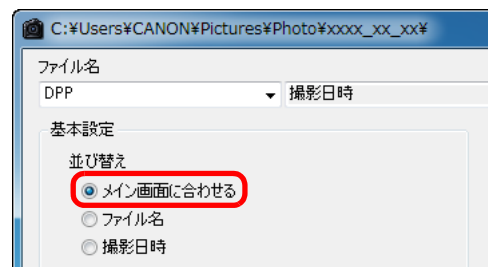 C:¥Users¥CANON¥Pictures¥Photo¥xxxx_xx_xx¥
ファイル名
DPP 撮影日時
基本設定
並び替え
メイン画面に合わせる
ファイル名
撮影日時